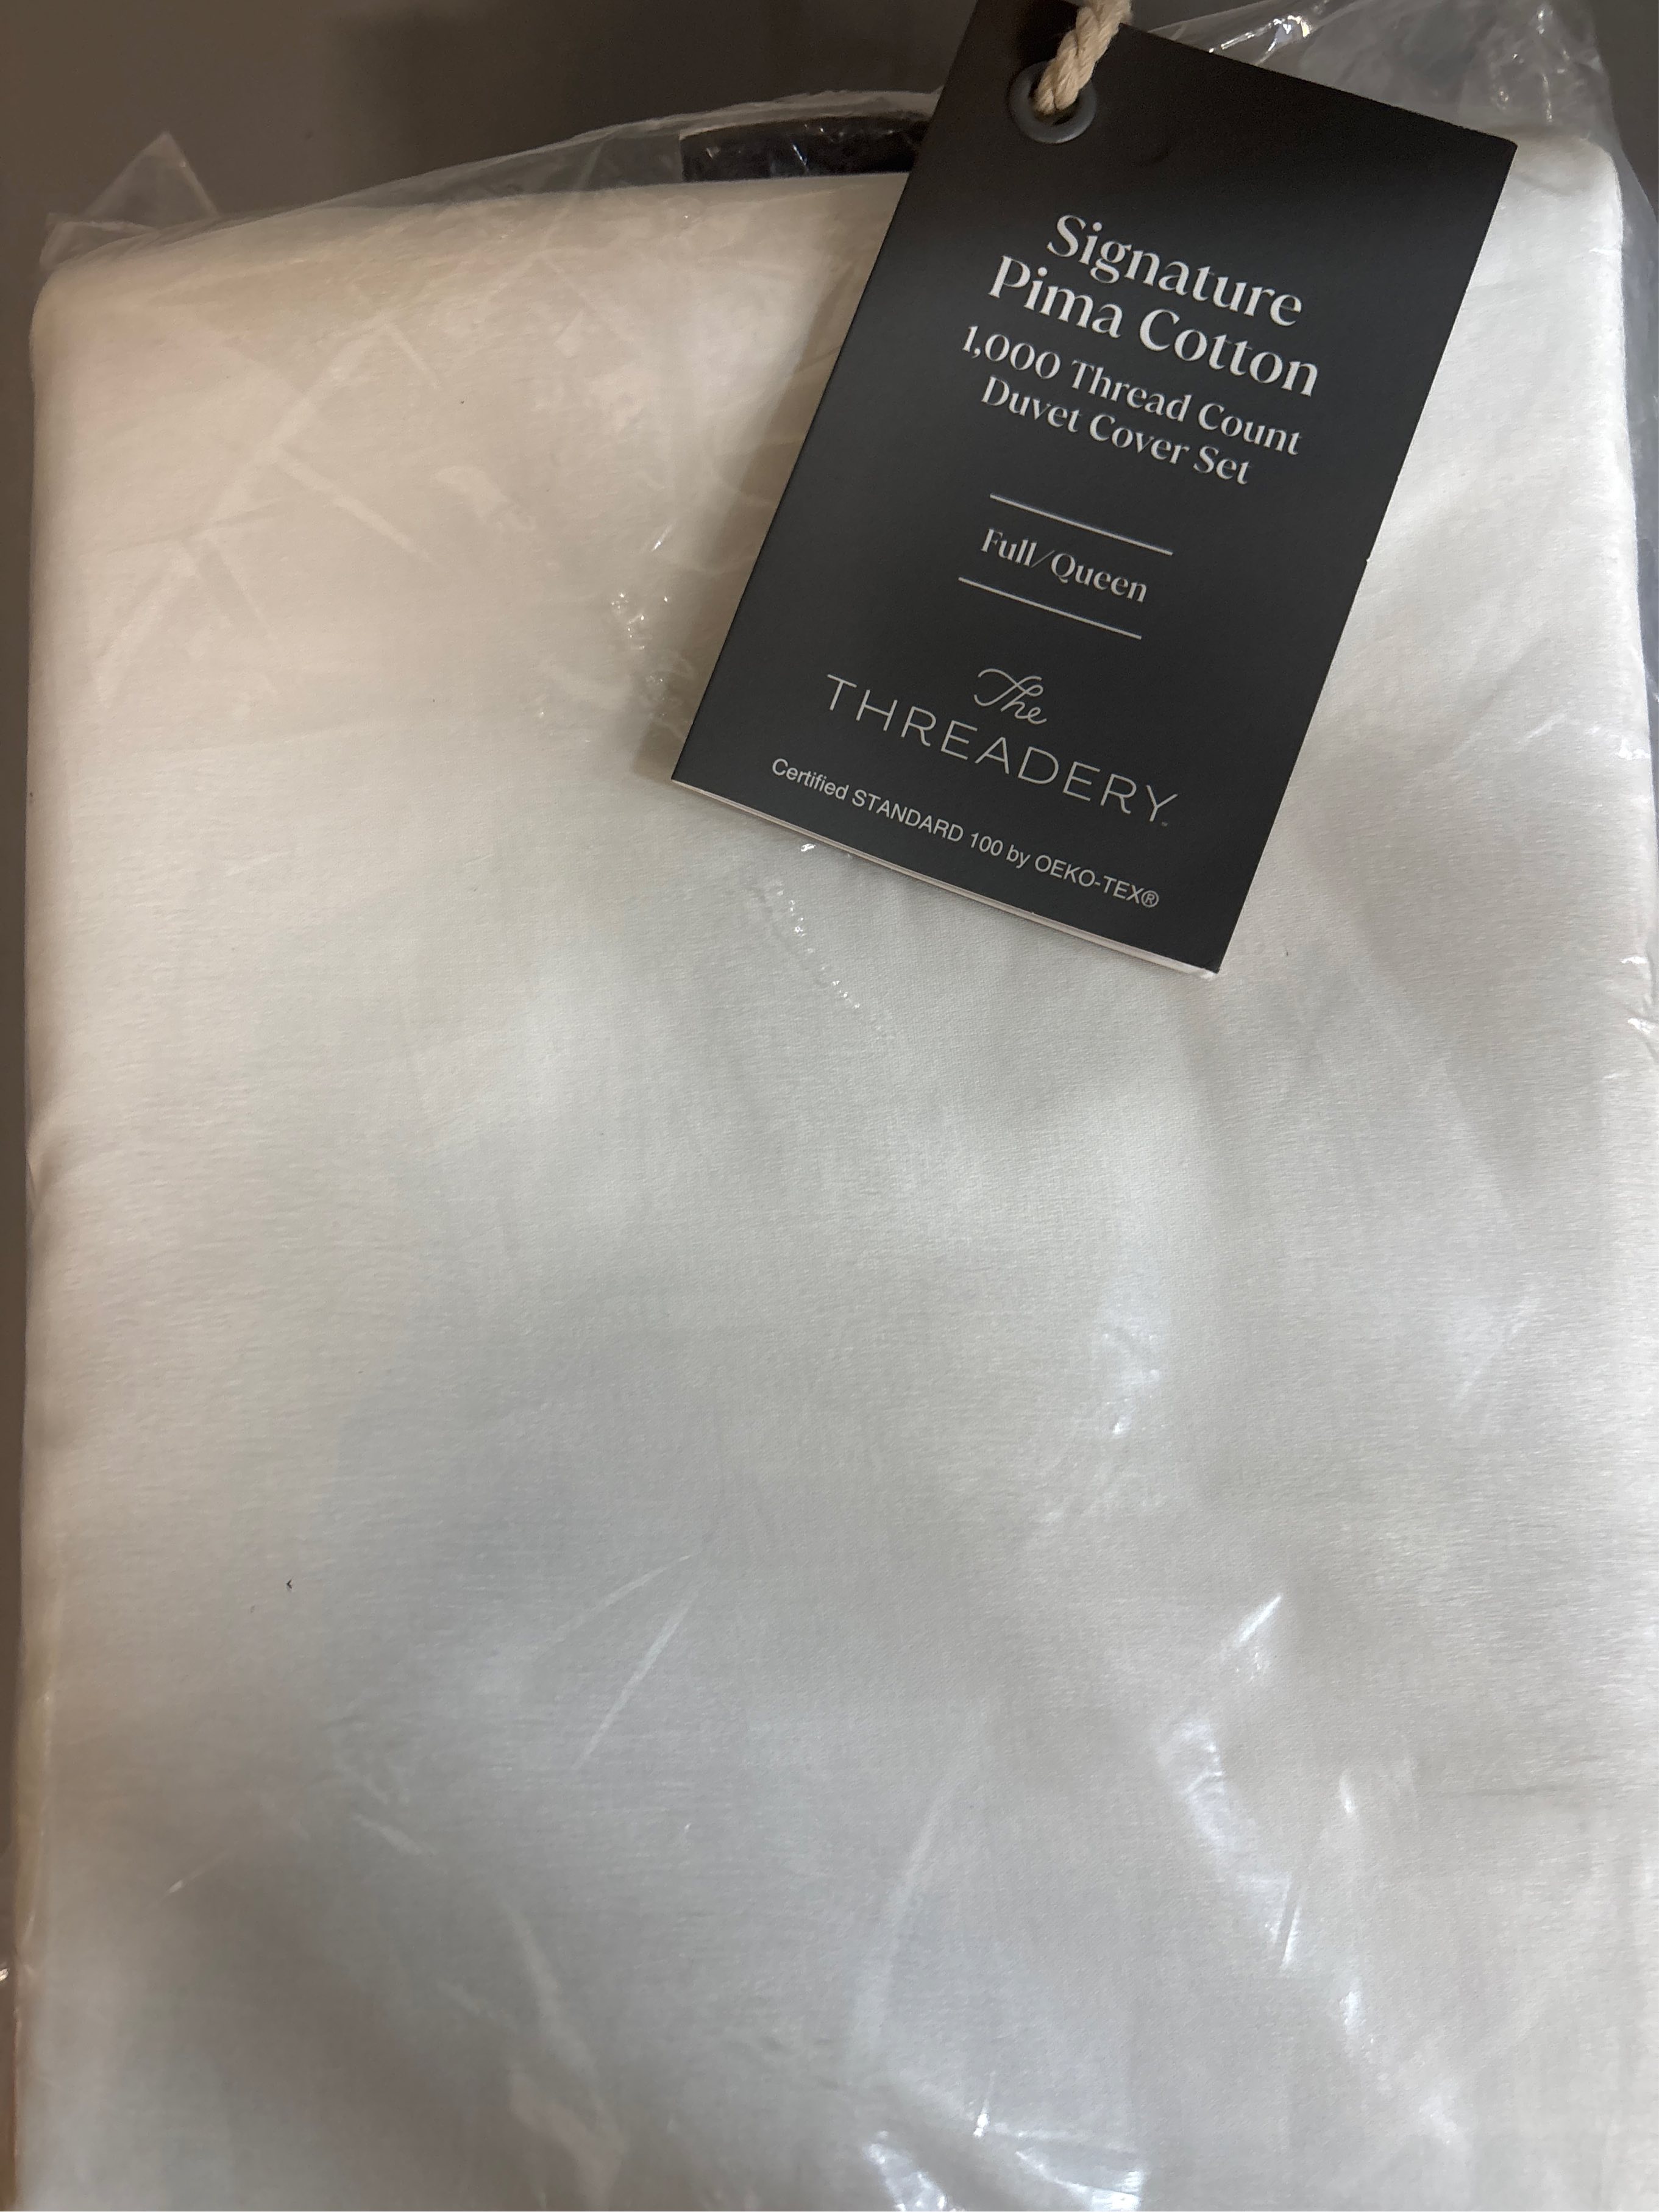 Signature
Pima Cotton
1,000 Thread Count
Duvet Cover Set
Full/Queen
The
THREADERY™
Certified STANDARD 100 by OEKO-TEX®